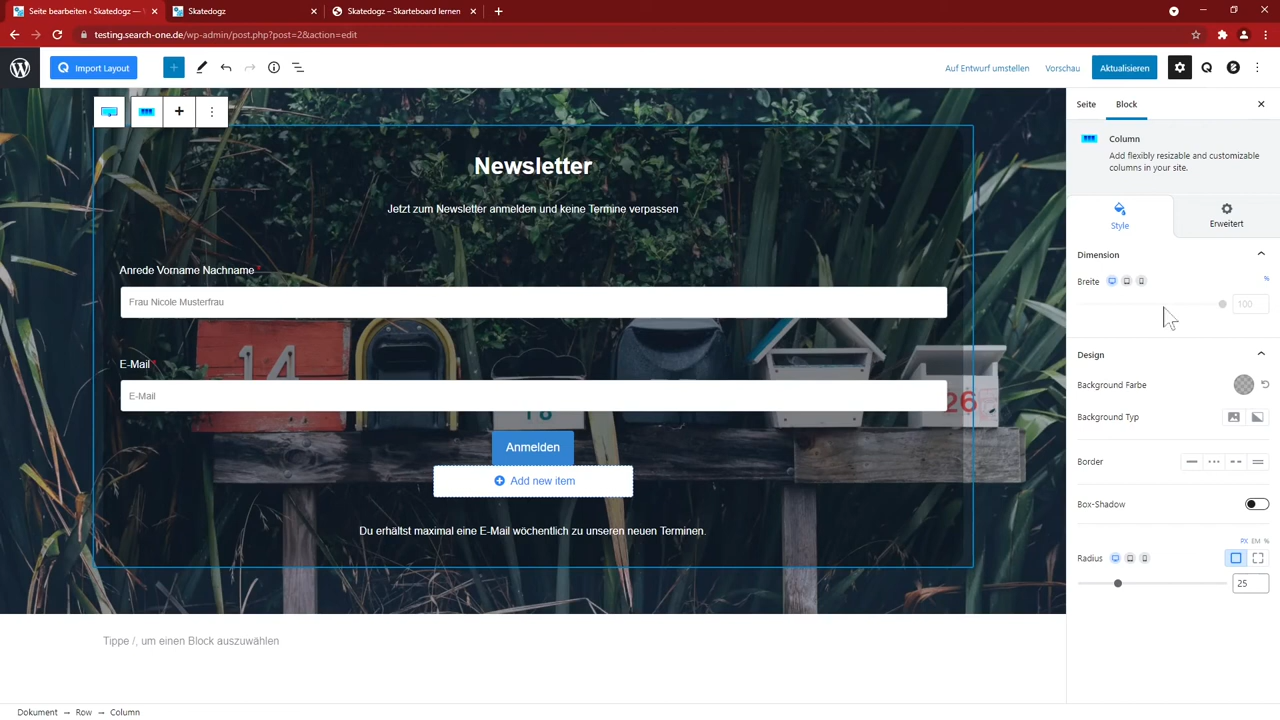 Seite bearbeiten ‹ Skatedogz —
Skatedogz
Skatedogz – Skarteboard lernen
testing.search-one.de/wp-admin/post.php?post=2&action=edit
Import Layout
Auf Entwurf umstellen
Vorschau
Aktualisieren
Seite
Block
Column
Add flexibly resizable and customizable
columns in your site.
Style
Erweitert
Dimension
Breite
%
100
Design
Background Farbe
Background Typ
Border
Box-Shadow
PX EM %
Radius
25
Newsletter
Jetzt zum Newsletter anmelden und keine Termine verpassen
Anrede Vorname Nachname *
Frau Nicole Musterfrau
E-Mail *
E-Mail
14
18
26
Anmelden
Add new item
Du erhältst maximal eine E-Mail wöchentlich zu unseren neuen Terminen.
Tippe /, um einen Block auszuwählen
Dokument → Row → Column